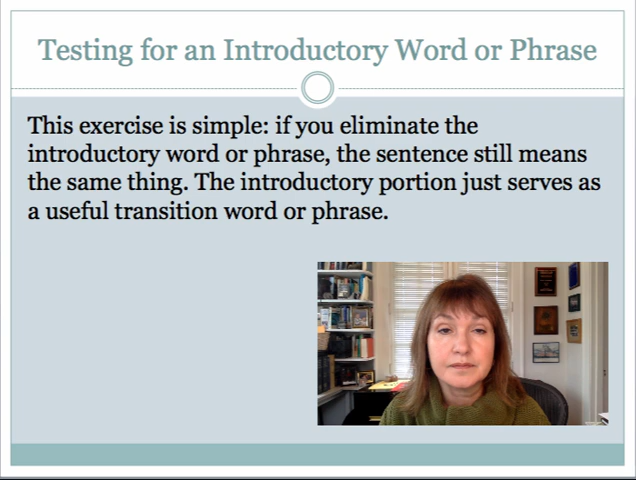 Testing for an Introductory Word or Phrase
This exercise is simple: if you eliminate the
introductory word or phrase, the sentence still means
the same thing. The introductory portion just serves as
a useful transition word or phrase.